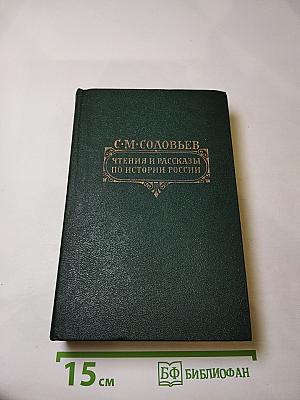 С·М·СОЛОВЬЕВ
ЧТЕНИЯ И РАССКАЗЫ
ПО ИСТОРИИ РОССИИ
15 см
БФ БИБЛИОФАН